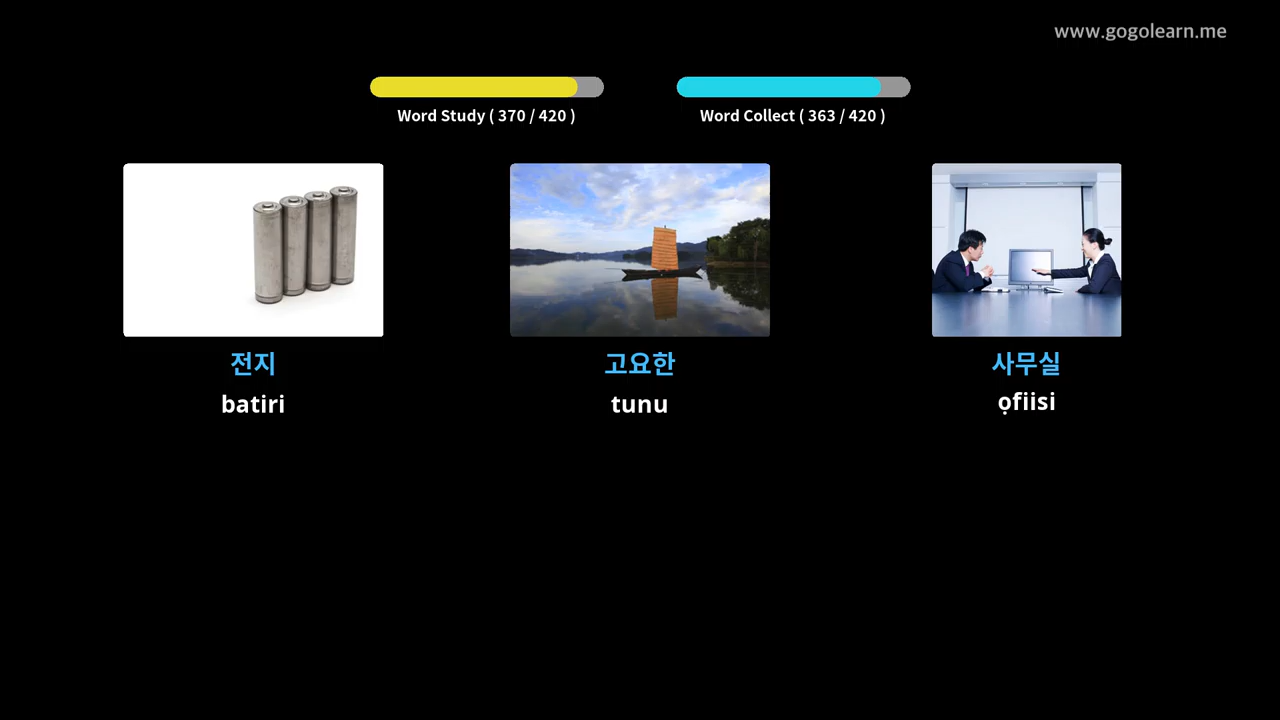 www.gogolearn.me
Word Study ( 370 / 420 )
Word Collect ( 363 / 420 )
전지
고요한
사무실
batiri
tunu
ọfiisi